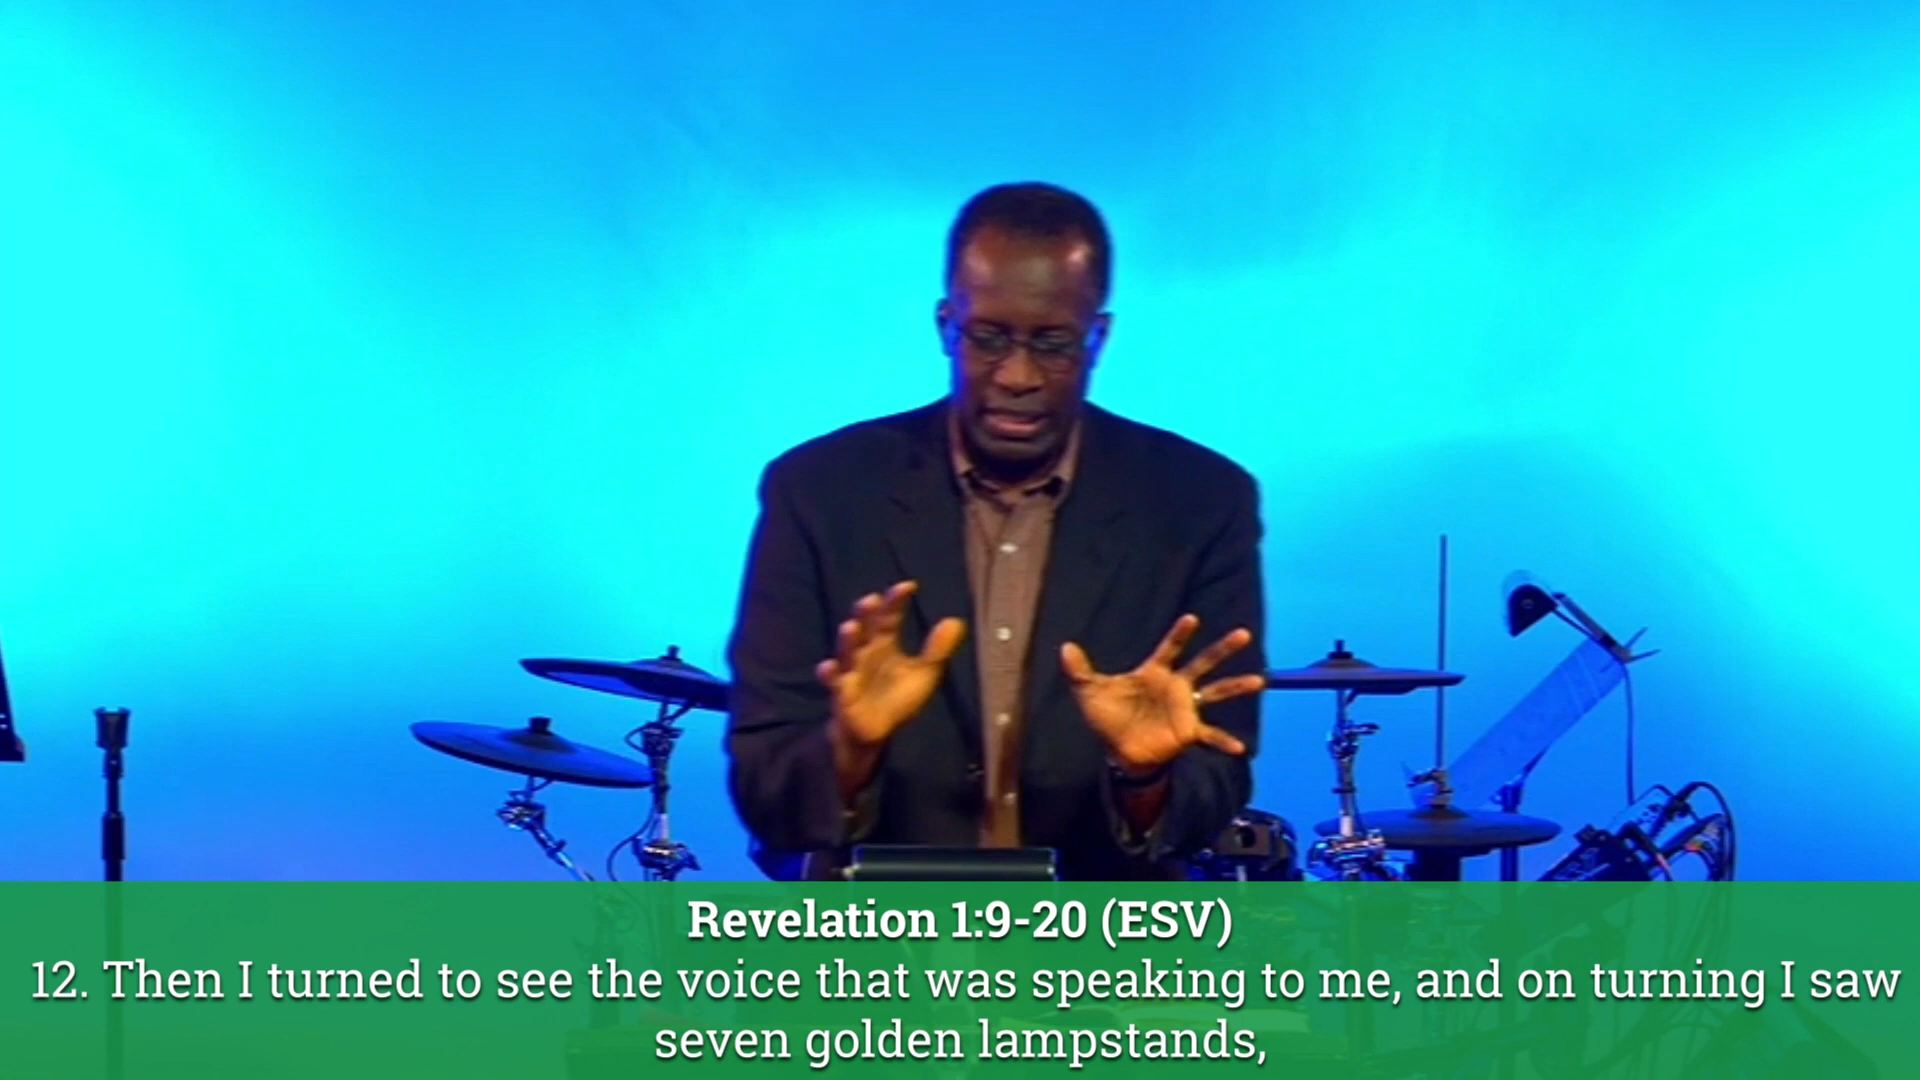 Revelation 1:9-20 (ESV)
12. Then I turned to see the voice that was speaking to me, and on turning I saw
seven golden lampstands,